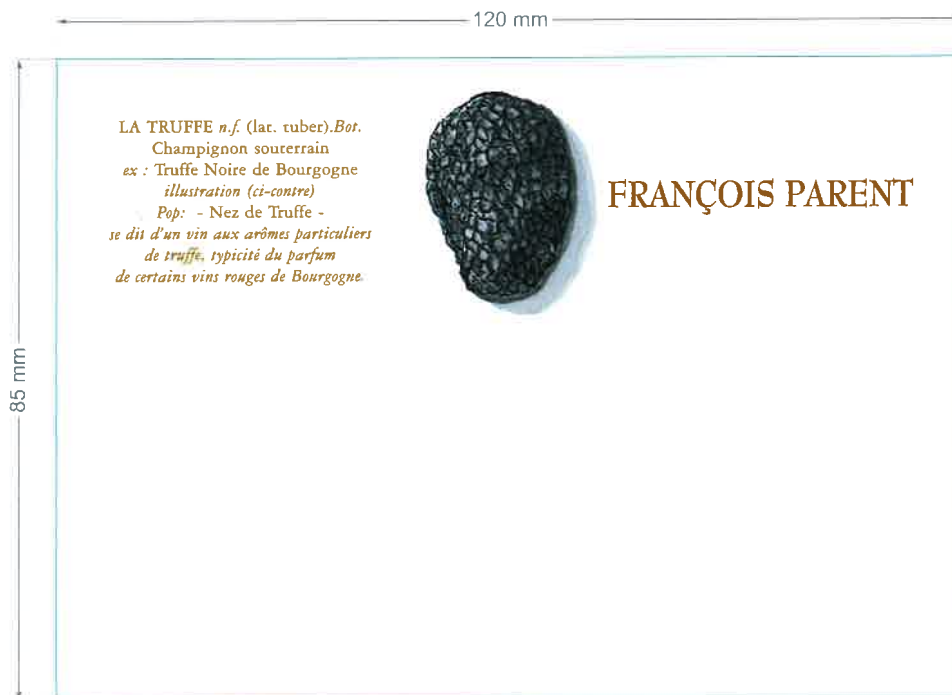 120 mm
LA TRUFFE n.f. (lat. tuber).Bot.
Champignon souterrain
ex : Truffe Noire de Bourgogne
illustration (ci-contre)
Pop: - Nez de Truffe -
se dit d'un vin aux arômes particuliers
de truffe, typicité du parfum
de certains vins rouges de Bourgogne.
FRANÇOIS PARENT
85 mm